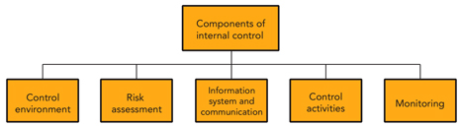 Components of
internal control
Control
environment
Risk
assessment
Information
system and
communication
Control
activities
Monitoring